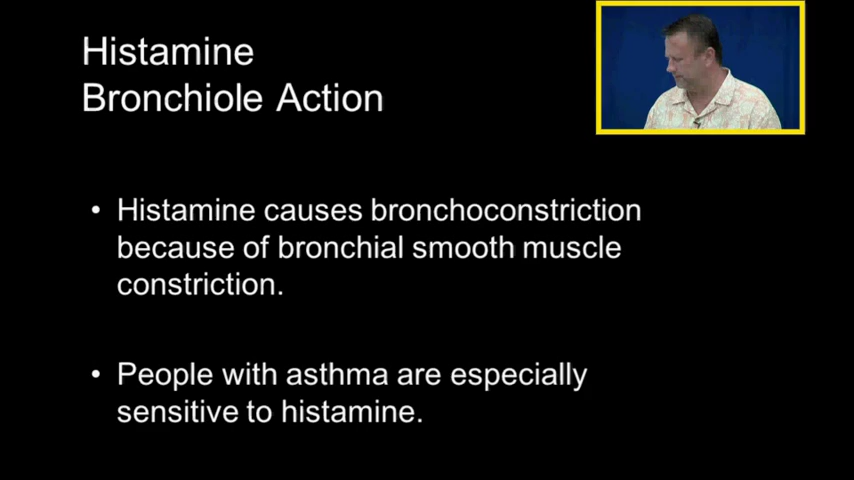 Histamine
Bronchiole Action
• Histamine causes bronchoconstriction
because of bronchial smooth muscle
constriction.
• People with asthma are especially
sensitive to histamine.